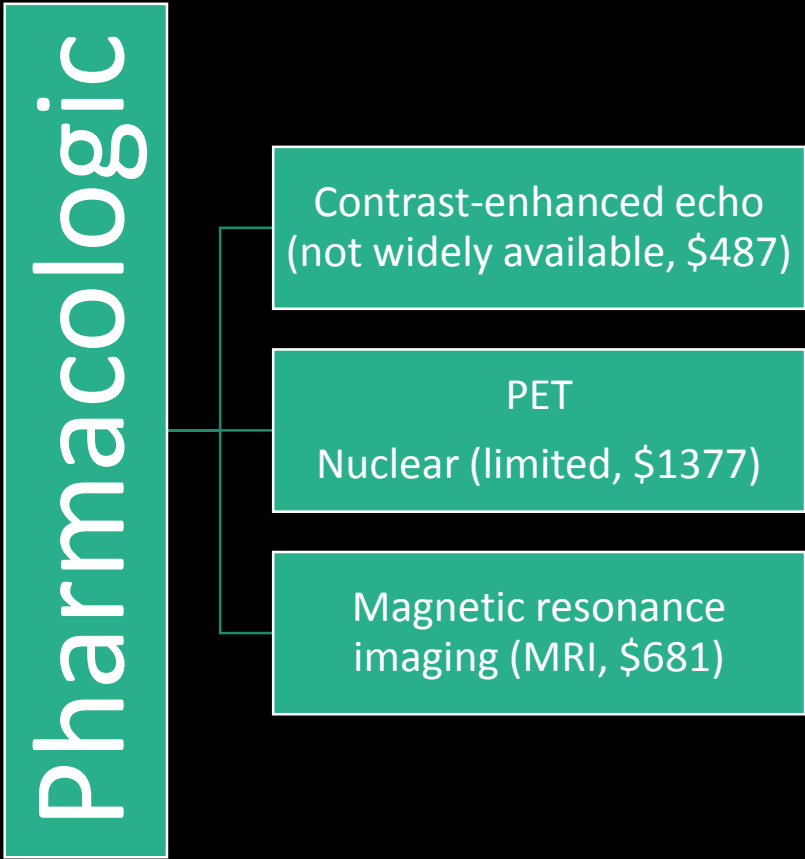 Pharmacologic
Contrast-enhanced echo
(not widely available, $487)
PET
Nuclear (limited, $1377)
Magnetic resonance
imaging (MRI, $681)